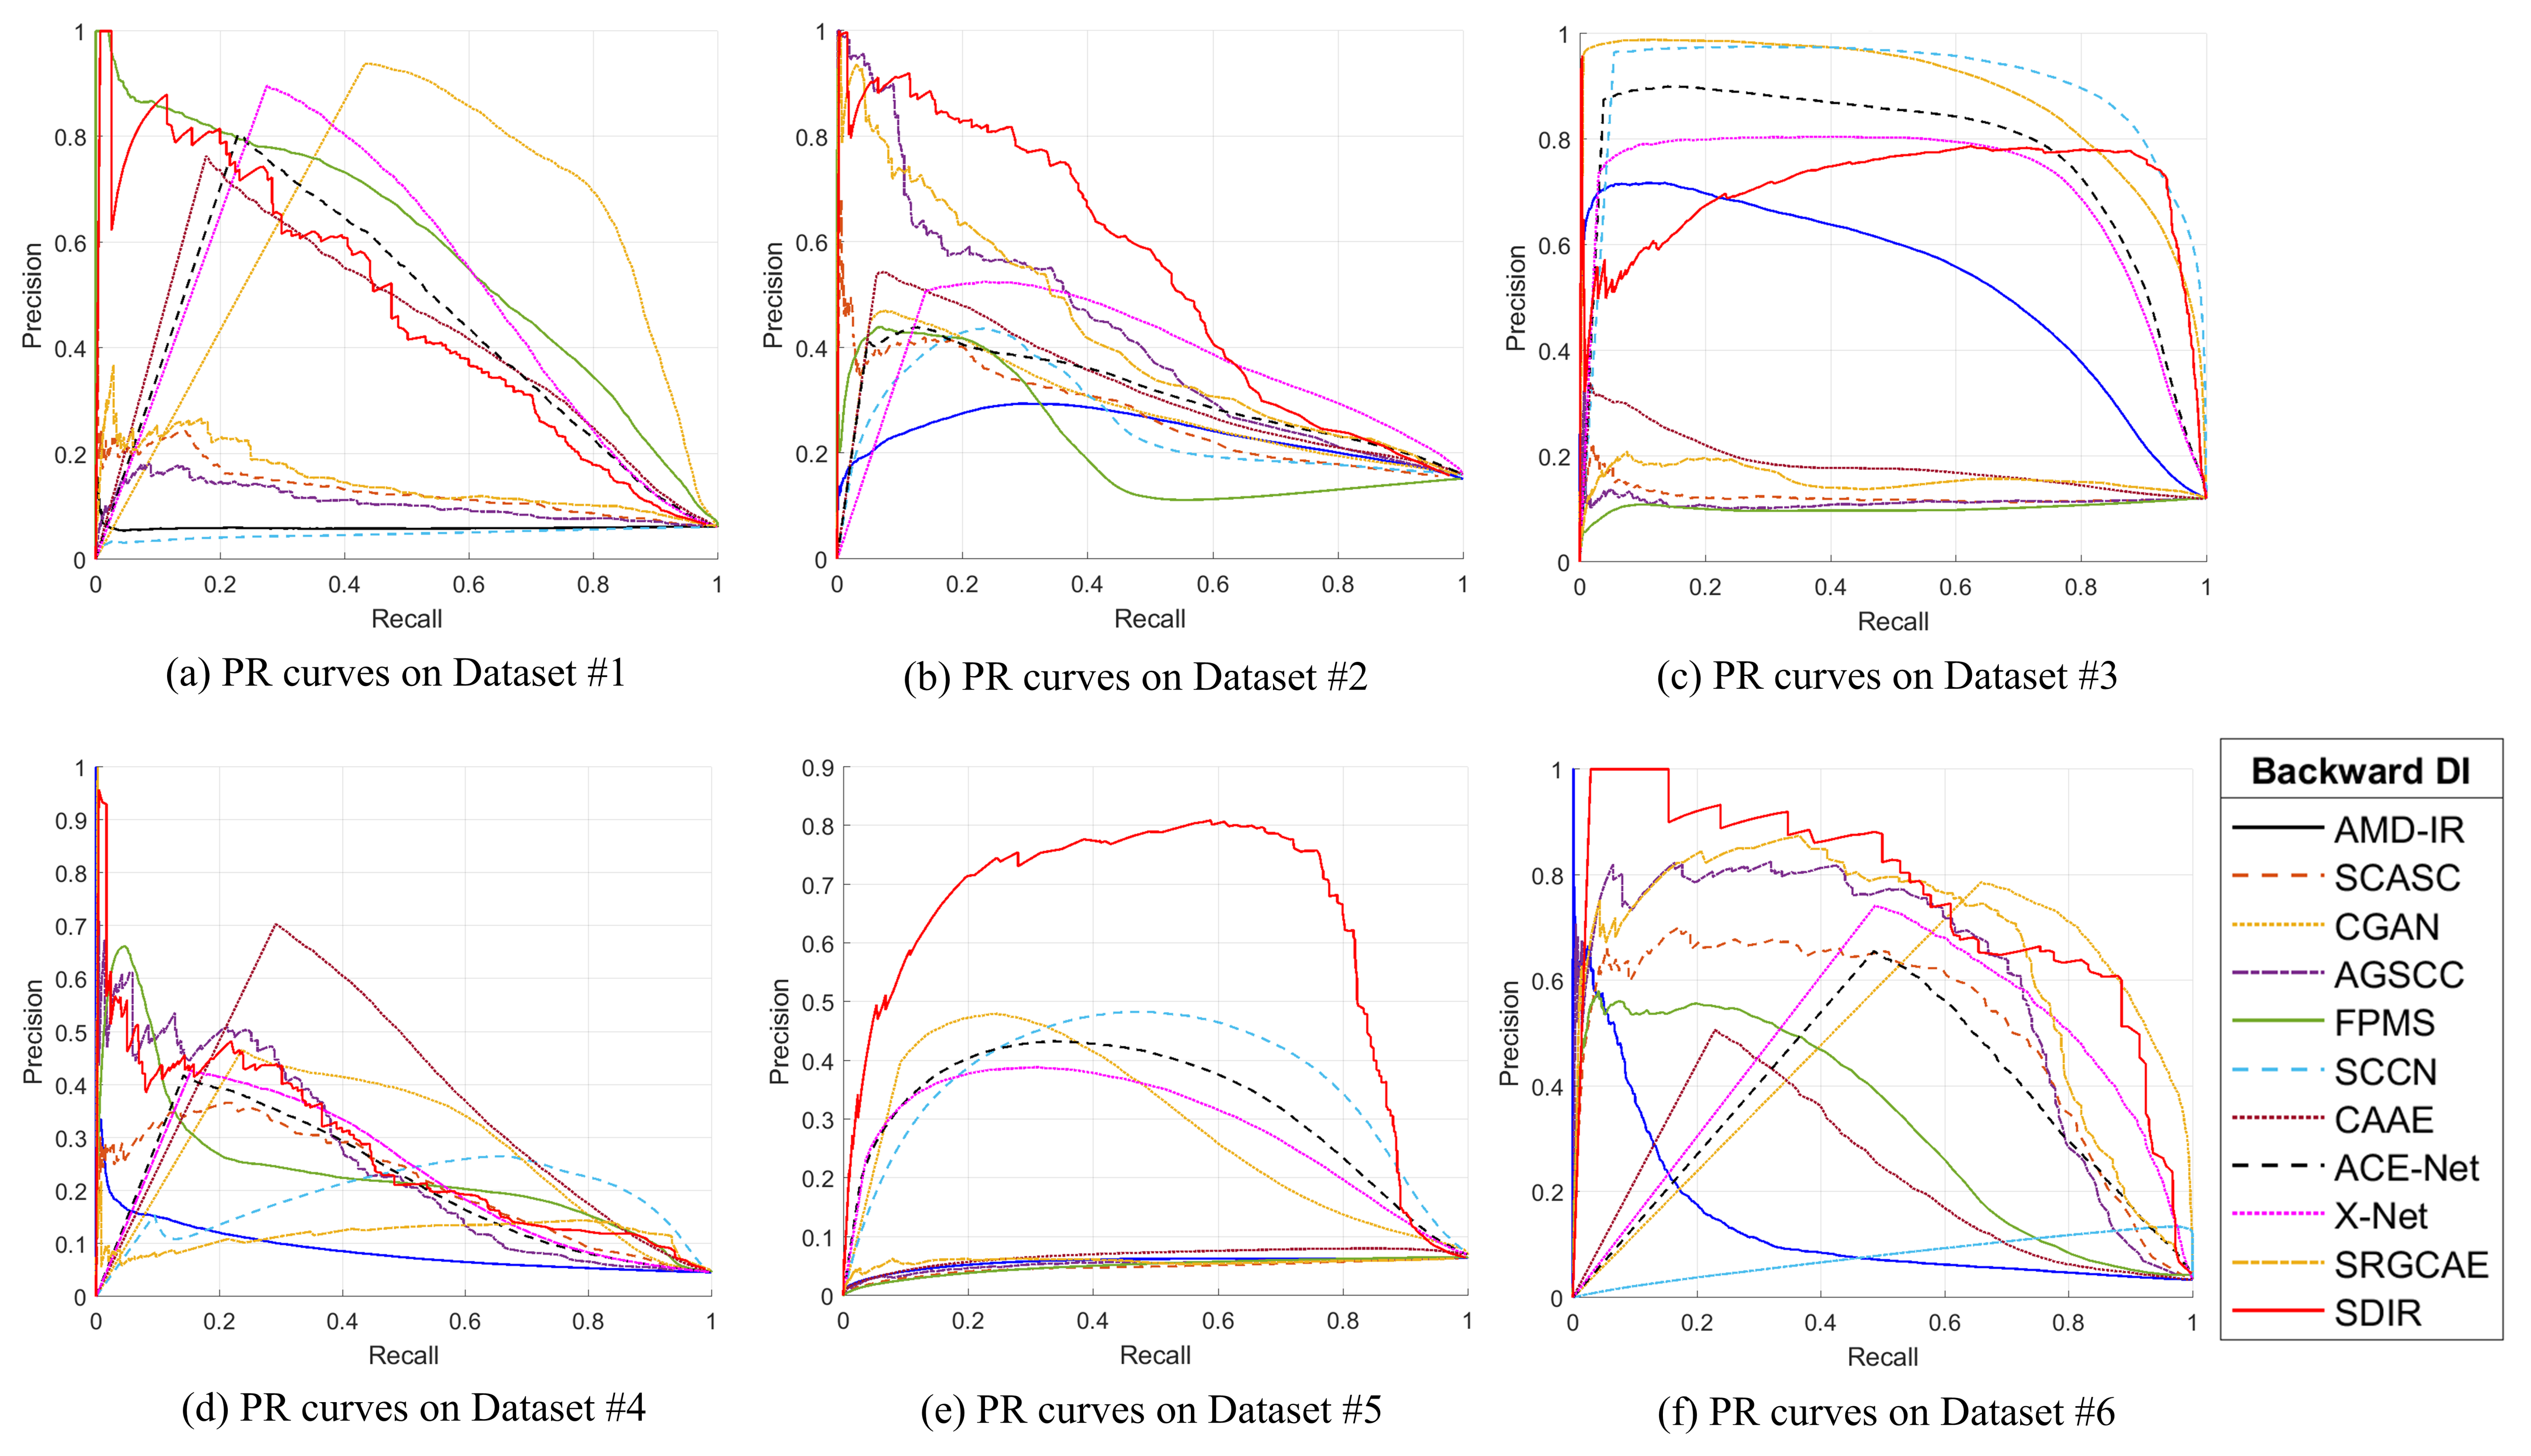 1
0.8
0.6
0.4
0.2
0
Precision
0 0.2 0.4 0.6 0.8 1
Recall
(a) PR curves on Dataset #1
1
0.8
0.6
0.4
0.2
0
Precision
0 0.2 0.4 0.6 0.8 1
Recall
(b) PR curves on Dataset #2
1
0.8
0.6
0.4
0.2
0
Precision
0 0.2 0.4 0.6 0.8 1
Recall
(c) PR curves on Dataset #3
1
0.9
0.8
0.7
0.6
0.5
0.4
0.3
0.2
0.1
0
Precision
0 0.2 0.4 0.6 0.8 1
Recall
(d) PR curves on Dataset #4
0.9
0.8
0.7
0.6
0.5
0.4
0.3
0.2
0.1
0
Precision
0 0.2 0.4 0.6 0.8 1
Recall
(e) PR curves on Dataset #5
1
0.8
0.6
0.4
0.2
0
Precision
0 0.2 0.4 0.6 0.8 1
Recall
(f) PR curves on Dataset #6
Backward DI
AMD-IR
SCASC
CGAN
AGSCC
FPMS
SCCN
CAAE
ACE-Net
X-Net
SRGCAE
SDIR